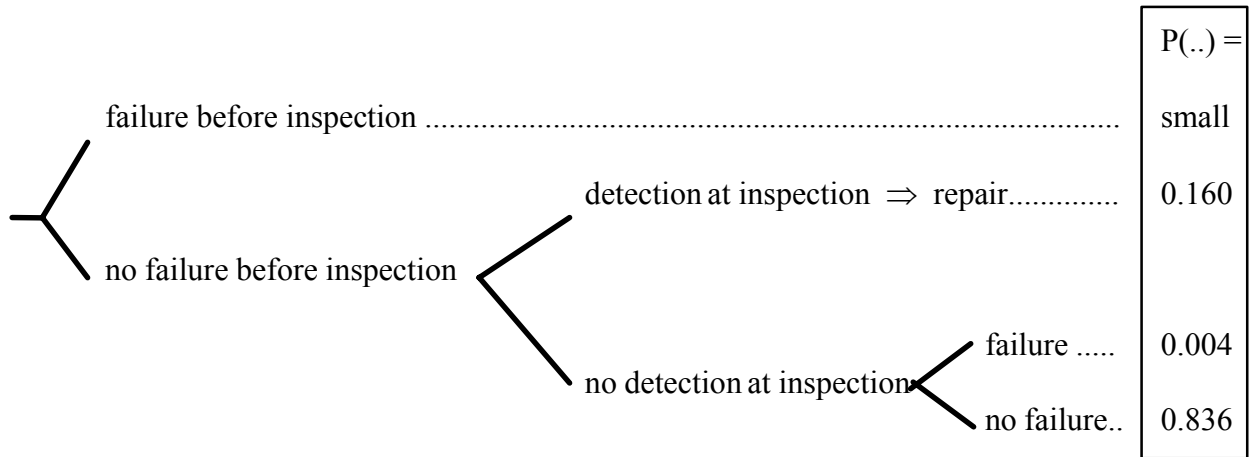 P(..) =
failure before inspection ....................................................................................... small
detection at inspection ⇒ repair.............. 0.160
no failure before inspection
failure ..... 0.004
no detection at inspection
no failure.. 0.836